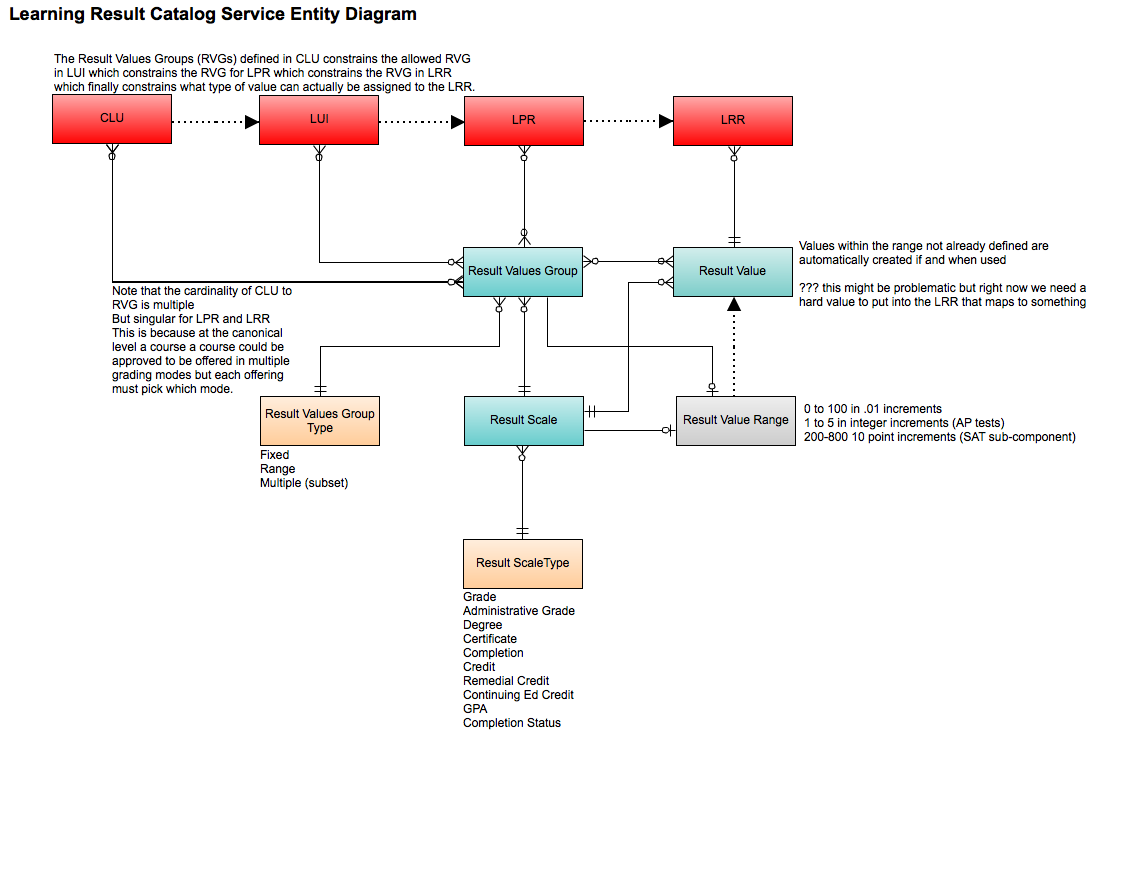 Learning Result Catalog Service Entity Diagram
The Result Values Groups (RVGs) defined in CLU constrains the allowed RVG
in LUI which constrains the RVG for LPR which constrains the RVG in LRR
which finally constrains what type of value can actually be assigned to the LRR.
CLU
LUI
LPR
LRR
Result Values Group
Result Value
Values within the range not already defined are
automatically created if and when used
??? this might be problematic but right now we need a
hard value to put into the LRR that maps to something
Note that the cardinality of CLU to
RVG is multiple
But singular for LPR and LRR
This is because at the canonical
level a course a course could be
approved to be offered in multiple
grading modes but each offering
must pick which mode.
Result Values Group
Type
Fixed
Range
Multiple (subset)
Result Scale
Result Value Range
0 to 100 in .01 increments
1 to 5 in integer increments (AP tests)
200-800 10 point increments (SAT sub-component)
Result ScaleType
Grade
Administrative Grade
Degree
Certificate
Completion
Credit
Remedial Credit
Continuing Ed Credit
GPA
Completion Status